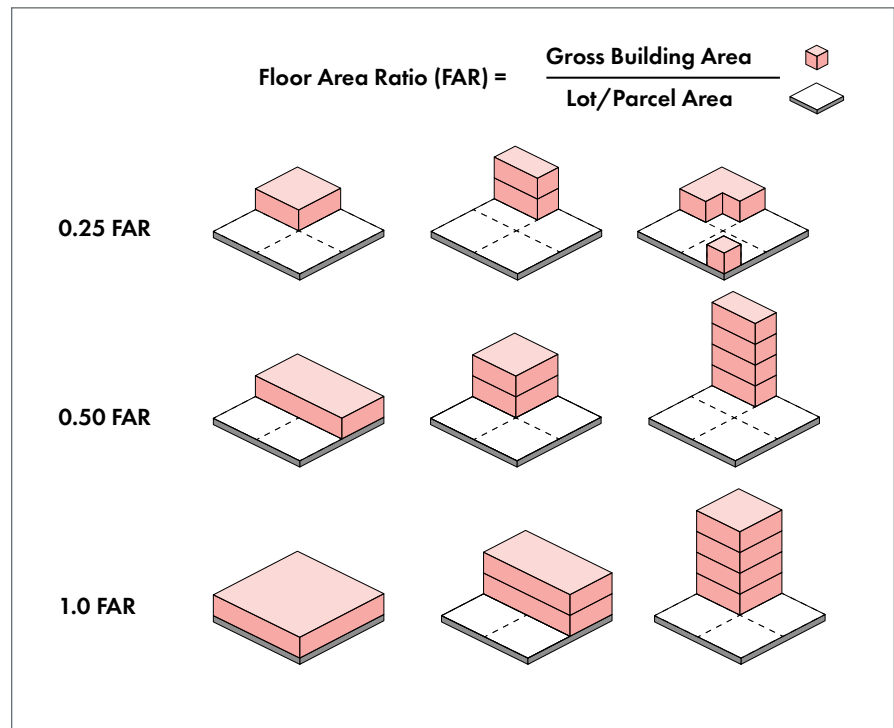 Floor Area Ratio (FAR) =
Gross Building Area
Lot/Parcel Area
0.25 FAR
0.50 FAR
1.0 FAR